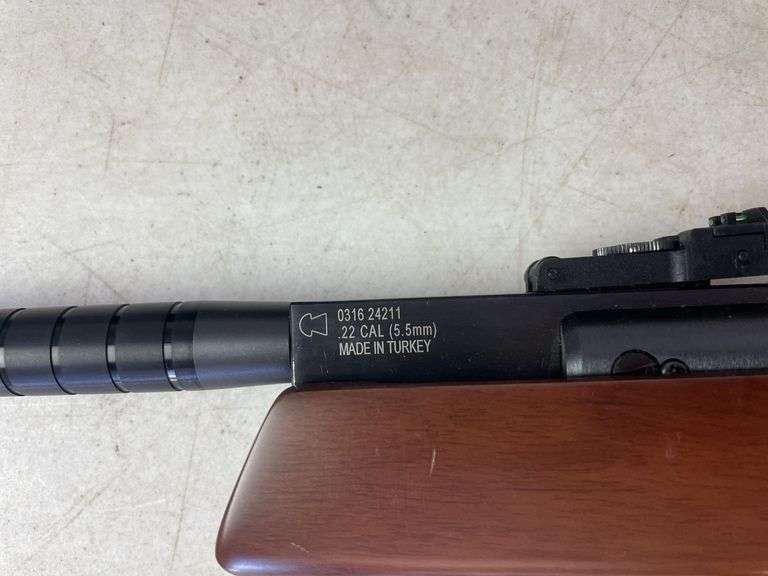 0316 24211
.22 CAL (5.5mm)
MADE IN TURKEY